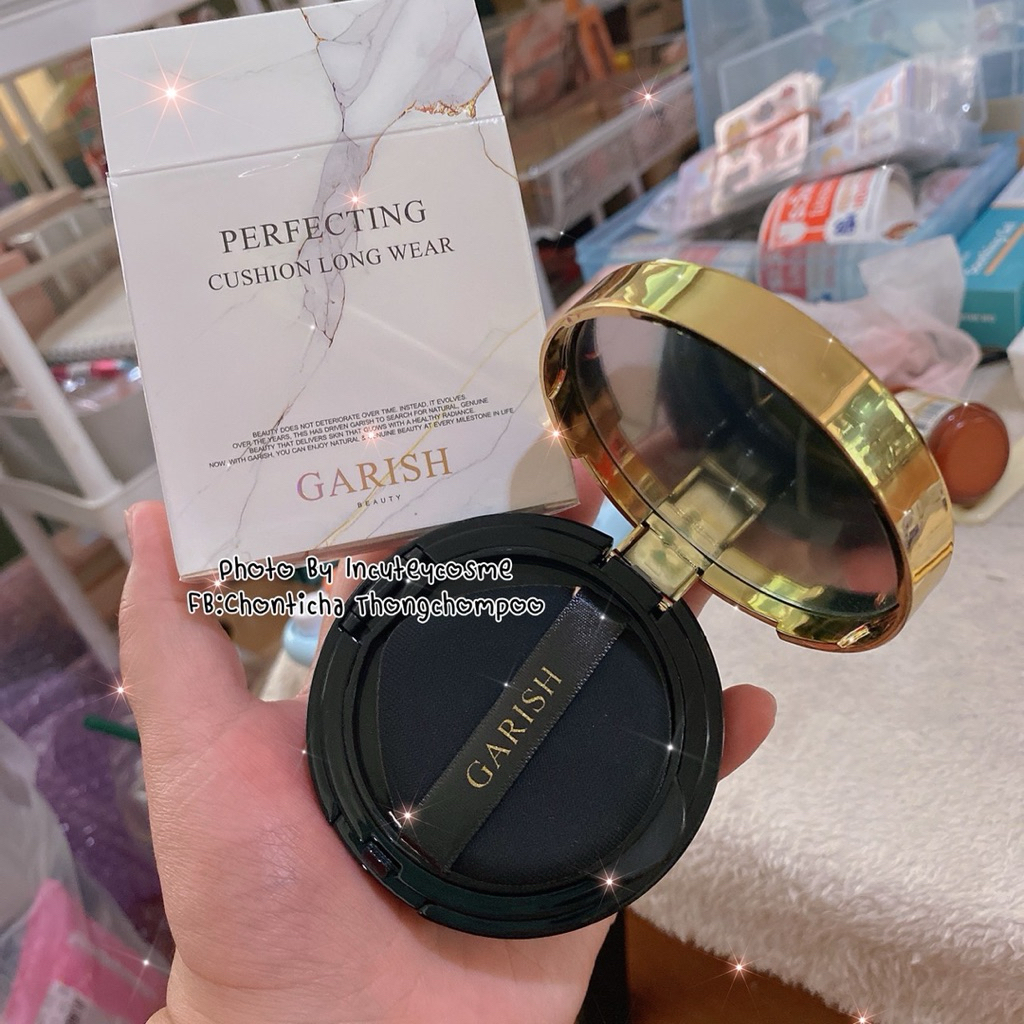 PERFECTING
CUSHION LONG WEAR
BEAUTY DOES NOT DETERIORATE OVER TIME. INSTEAD, IT EVOLVES.
OVER THE YEARS, THIS HAS DRIVEN GARISH TO SEARCH FOR NATURAL, GENUINE
BEAUTY THAT DELIVERS SKIN THAT GLOWS WITH A HEALTHY RADIANCE.
NOW, WITH GARISH, YOU CAN ENJOY NATURAL & GENUINE BEAUTY AT EVERY MILESTONE IN LIFE
GARISH
BEAUTY
Photo By Incuteycosme
FB:Chonticha Thongchompoo
GARISH